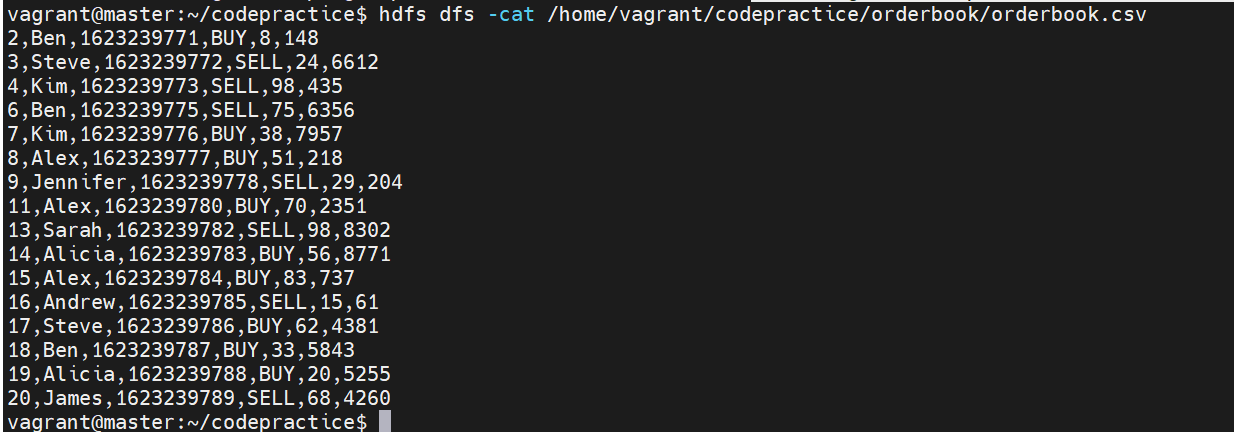 vagrant@master:~/codepractice$ hdfs dfs -cat /home/vagrant/codepractice/orderbook/orderbook.csv
2,Ben,1623239771,BUY,8,148
3,Steve,1623239772,SELL,24,6612
4,Kim,1623239773,SELL,98,435
6,Ben,1623239775,SELL,75,6356
7,Kim,1623239776,BUY,38,7957
8,Alex,1623239777,BUY,51,218
9,Jennifer,1623239778,SELL,29,204
11,Alex,1623239780,BUY,70,2351
13,Sarah,1623239782,SELL,98,8302
14,Alicia,1623239783,BUY,56,8771
15,Alex,1623239784,BUY,83,737
16,Andrew,1623239785,SELL,15,61
17,Steve,1623239786,BUY,62,4381
18,Ben,1623239787,BUY,33,5843
19,Alicia,1623239788,BUY,20,5255
20,James,1623239789,SELL,68,4260
vagrant@master:~/codepractice$